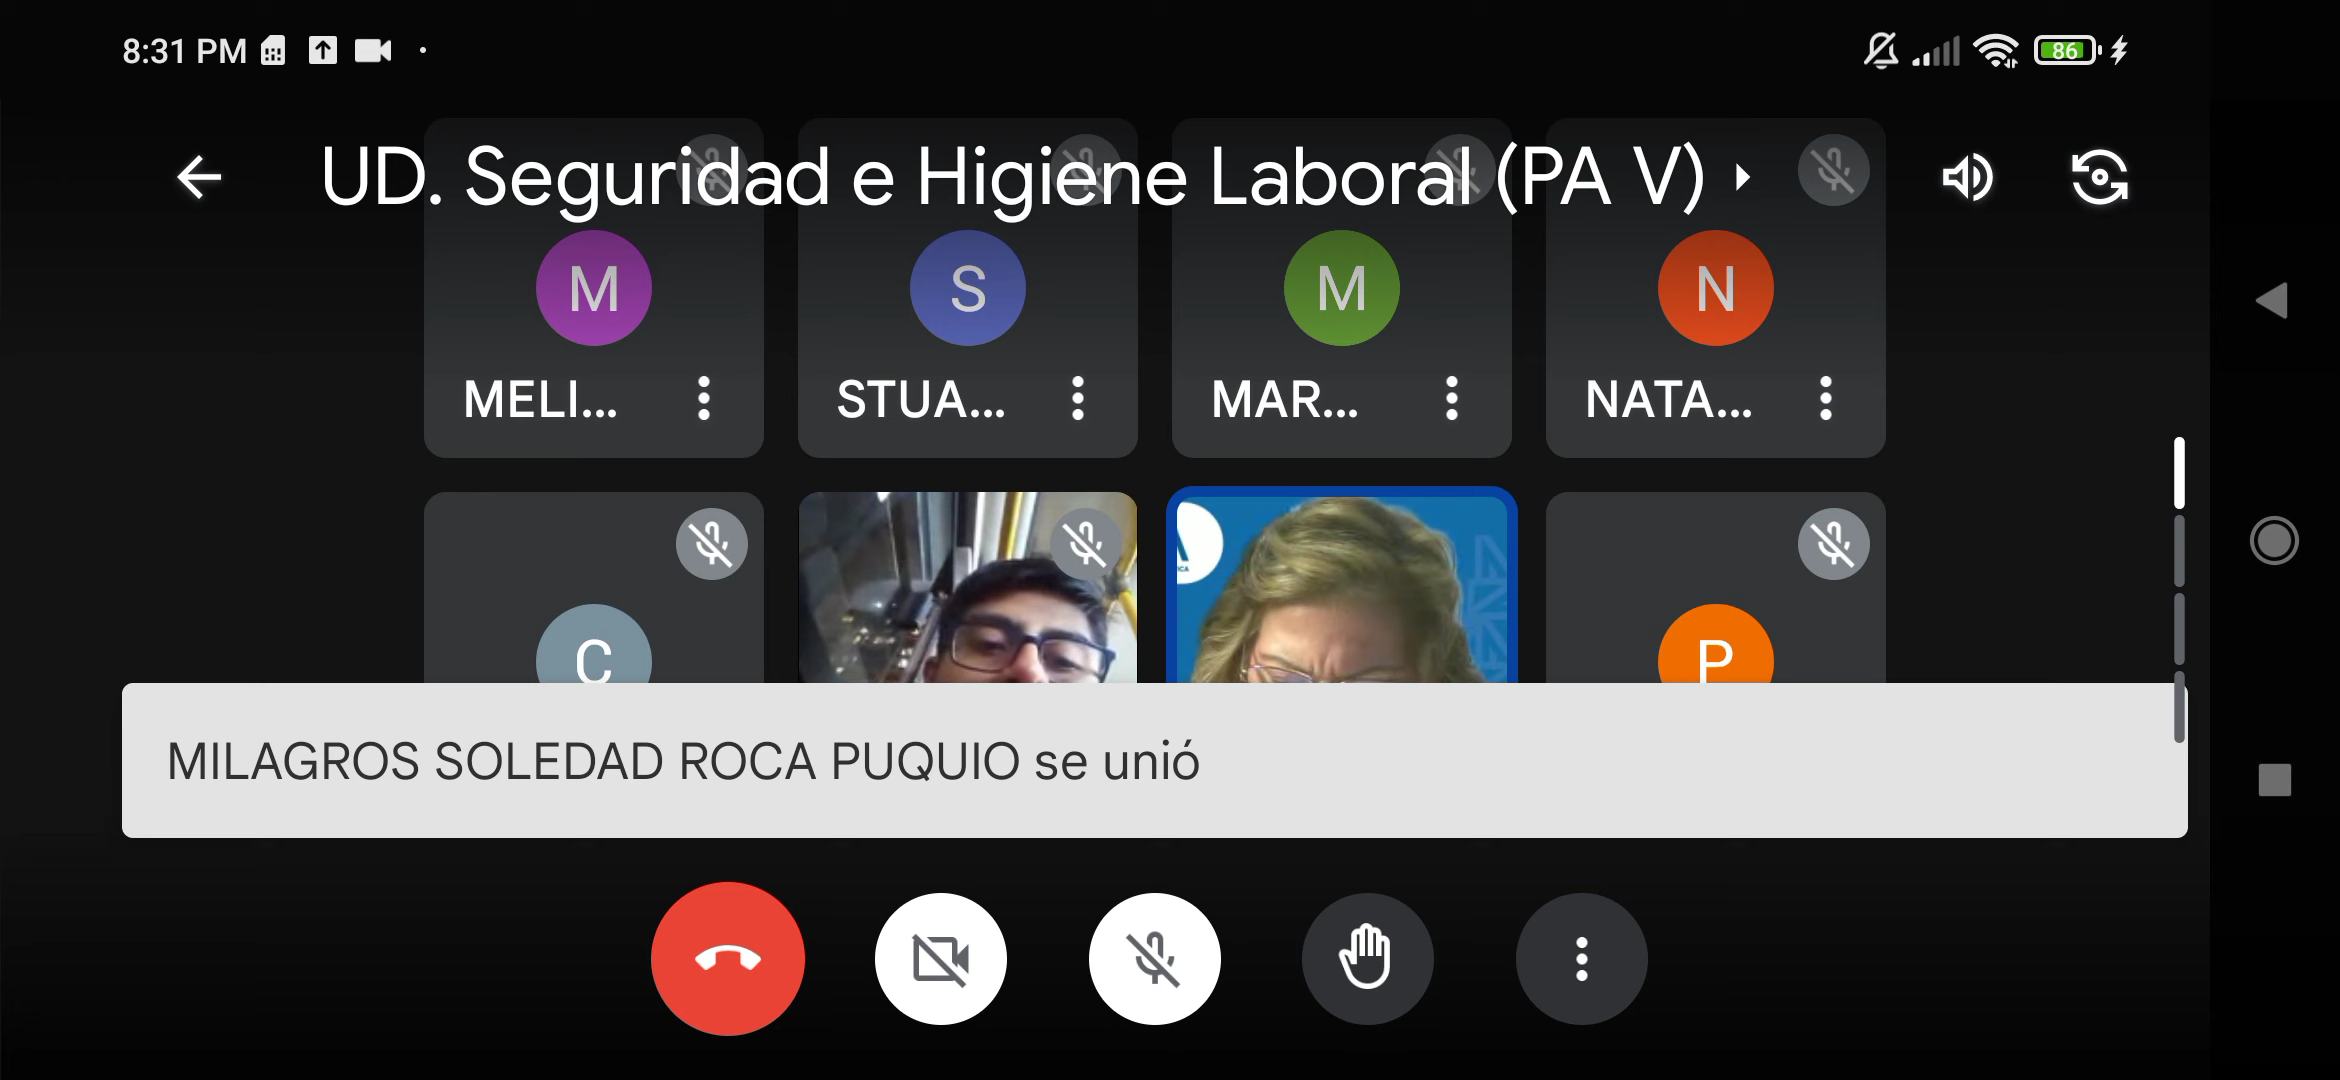 8:31 PM
86
UD. Seguridad e Higiene Laboral (PA V)
M
S
M
N
MELI...
STUA...
MAR...
NATA...
C
P
MILAGROS SOLEDAD ROCA PUQUIO se unió